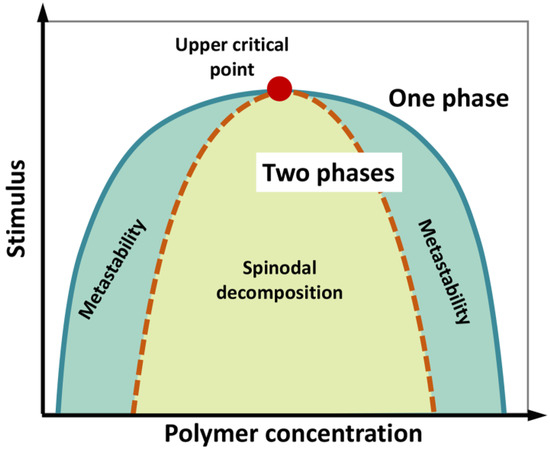 Upper critical
point
One phase
Two phases
Metastability
Metastability
Spinodal
decomposition
Stimulus
Polymer concentration